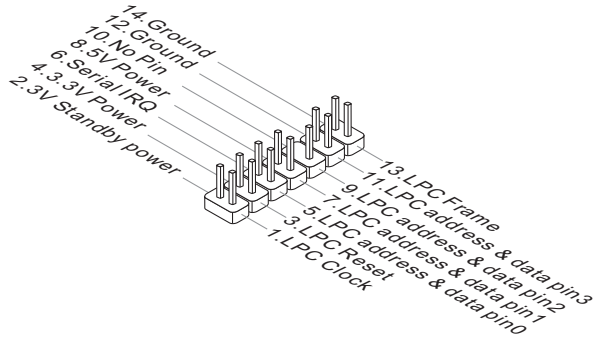 14.Ground
12.Ground
10.No Pin
8.5V Power
6.Serial IRQ
4.3.3V Power
2.3V Standby power
13.LPC Frame
11.LPC address & data pin3
9.LPC address & data pin2
7.LPC address & data pin1
5.LPC address & data pin0
3.LPC Reset
1.LPC Clock